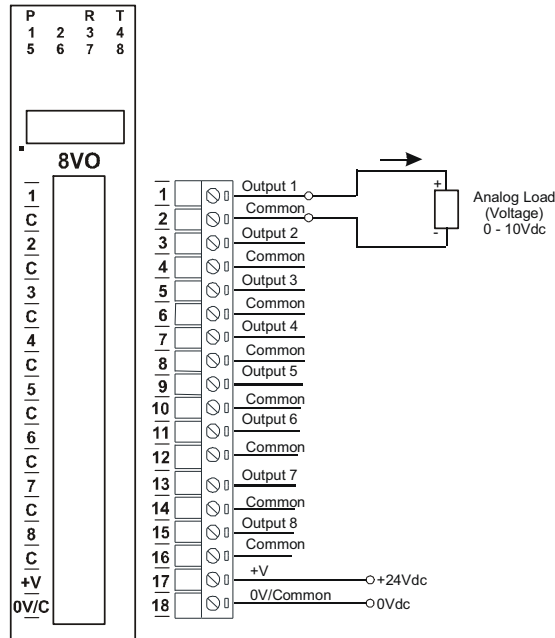 P R T
1 2 3 4
5 6 7 8
8VO
1
C
2
C
3
C
4
C
5
C
6
C
7
C
8
C
+V
0V/C
1 Output 1
2 Common
3 Output 2
4 Common
5 Output 3
6 Common
7 Output 4
8 Common
9 Output 5
10 Common
11 Output 6
12 Common
13 Output 7
14 Common
15 Output 8
16 Common
17 +V +24Vdc
18 0V/Common 0Vdc
+
-
Analog Load
(Voltage)
0 - 10Vdc